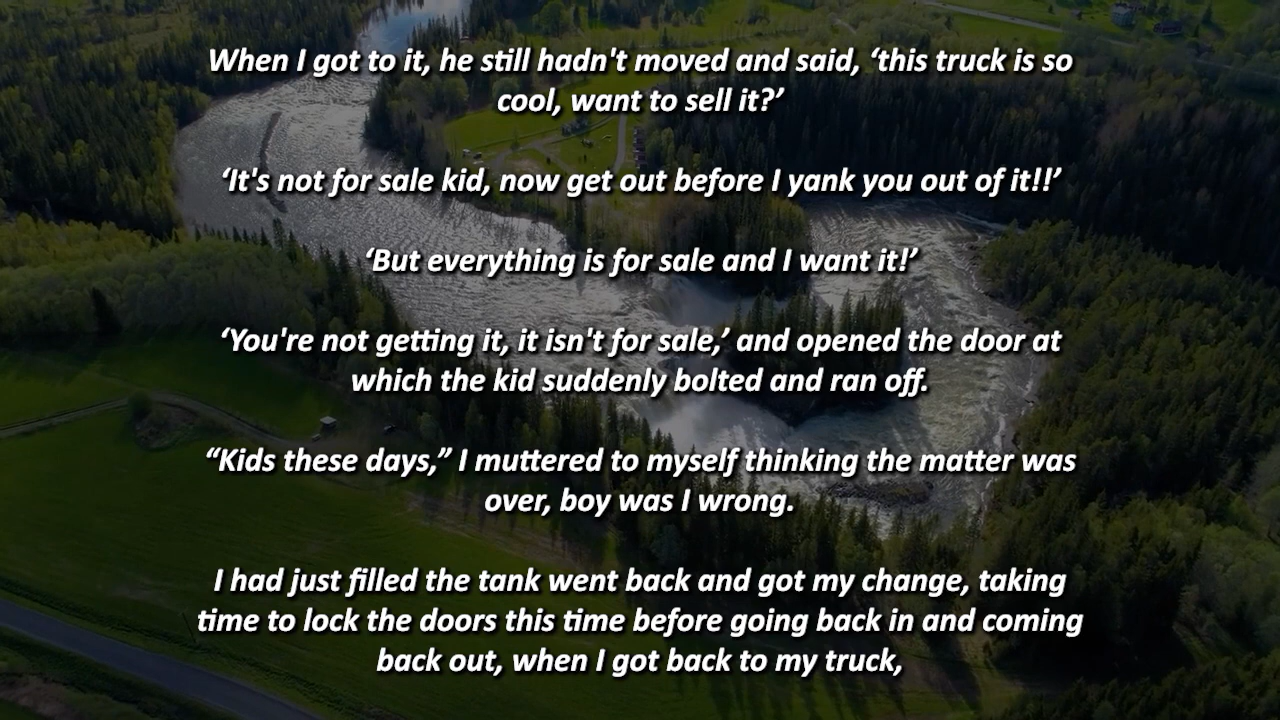 When I got to it, he still hadn't moved and said, ‘this truck is so
cool, want to sell it?’
‘It's not for sale kid, now get out before I yank you out of it!!’
‘But everything is for sale and I want it!’
‘You're not getting it, it isn't for sale,’ and opened the door at
which the kid suddenly bolted and ran off.
“Kids these days,” I muttered to myself thinking the matter was
over, boy was I wrong.
I had just filled the tank went back and got my change, taking
time to lock the doors this time before going back in and coming
back out, when I got back to my truck,